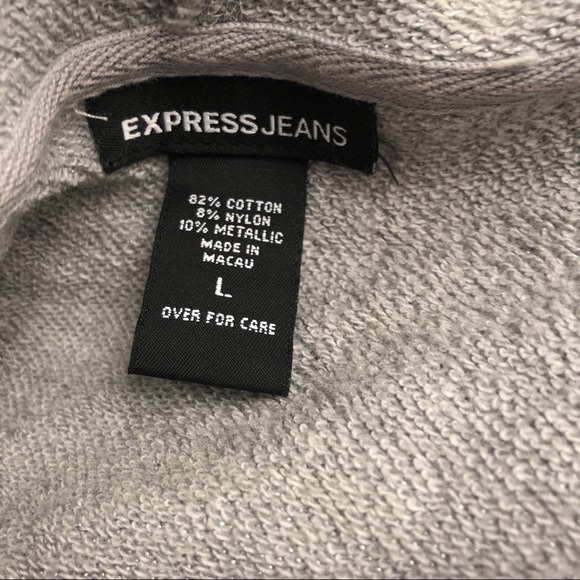 EXPRESSJEANS
82% COTTON
8% NYLON
10% METALLIC
MADE IN
MACAU
L
OVER FOR CARE